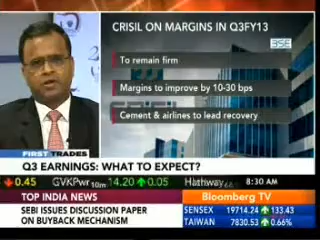 CRISIL ON MARGINS IN Q3FY13
BSE
To remain firm
Margins to improve by 10-30 bps
Cement & airlines to lead recovery
FIRST TRADES
Q3 EARNINGS: WHAT TO EXPECT?
0.45 GVKPwr10m 14.20 0.05 Hathway 8:30 AM
TOP INDIA NEWS
Bloomberg TV
SEBI ISSUES DISCUSSION PAPER
ON BUYBACK MECHANISM
SENSEX 19714.24 133.43
TAIWAN 7830.53 0.66%